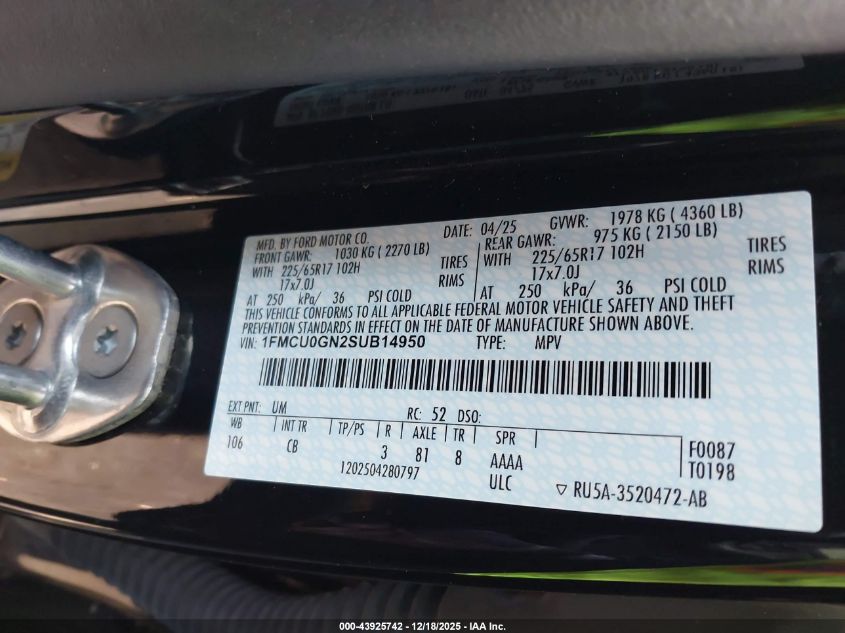 MFD. BY FORD MOTOR CO. DATE: 04/25 GVWR: 1978 KG ( 4360 LB)
FRONT GAWR: 1030 KG ( 2270 LB) REAR GAWR: 975 KG ( 2150 LB)
WITH 225/65R17 102H TIRES WITH 225/65R17 102H TIRES
17x7.0J RIMS 17x7.0J RIMS
AT 250 kPa/ 36 PSI COLD AT 250 kPa/ 36 PSI COLD
THIS VEHICLE CONFORMS TO ALL APPLICABLE FEDERAL MOTOR VEHICLE SAFETY AND THEFT
PREVENTION STANDARDS IN EFFECT ON THE DATE OF MANUFACTURE SHOWN ABOVE.
VIN: 1FMCU0GN2SUB14950 TYPE: MPV
EXT PNT: UM RC: 52 DSO:
WB INT TR TP/PS R AXLE TR SPR F0087
106 CB 3 81 8 AAAA T0198
1202504280797 ULC ▽ RU5A-3520472-AB
000-43925742 - 12/18/2025 - IAA Inc.